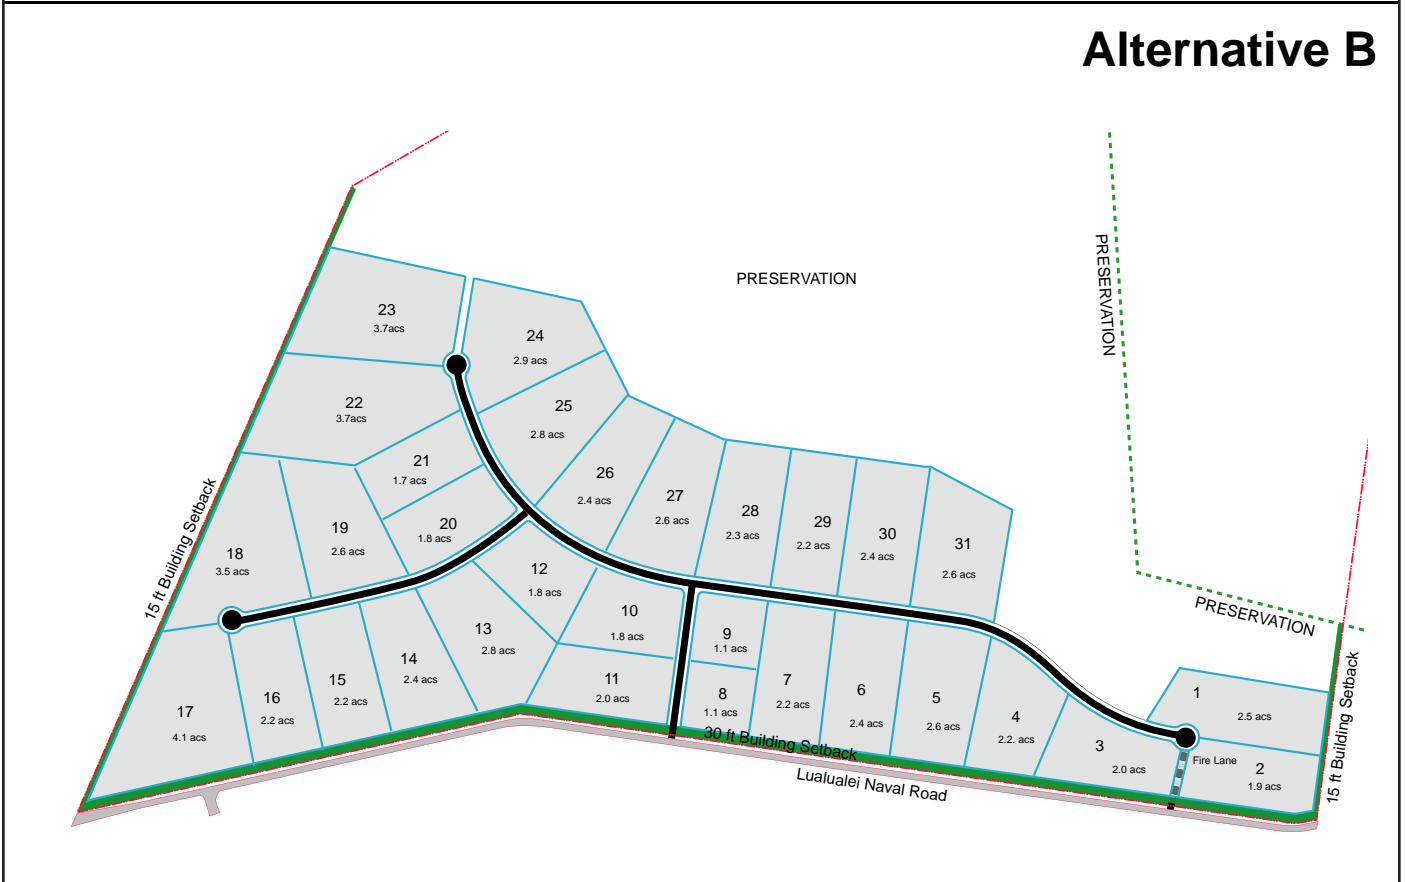 Alternative B
PRESERVATION
PRESERVATION
PRESERVATION
23
3.7acs
24
2.9 acs
22
3.7acs
25
2.8 acs
21
1.7 acs
26
2.4 acs
27
2.6 acs
28
2.3 acs
29
2.2 acs
30
2.4 acs
31
2.6 acs
20
1.8 acs
19
2.6 acs
18
3.5 acs
15 ft Building Setback
12
1.8 acs
10
1.8 acs
13
2.8 acs
9
1.1 acs
14
2.4 acs
11
2.0 acs
15
2.2 acs
16
2.2 acs
17
4.1 acs
8
1.1 acs
7
2.2 acs
6
2.4 acs
5
2.6 acs
4
2.2. acs
3
2.0 acs
1
2.5 acs
2
1.9 acs
Fire Lane
15 ft Building Setback
30 ft Building Setback
Lualualei Naval Road